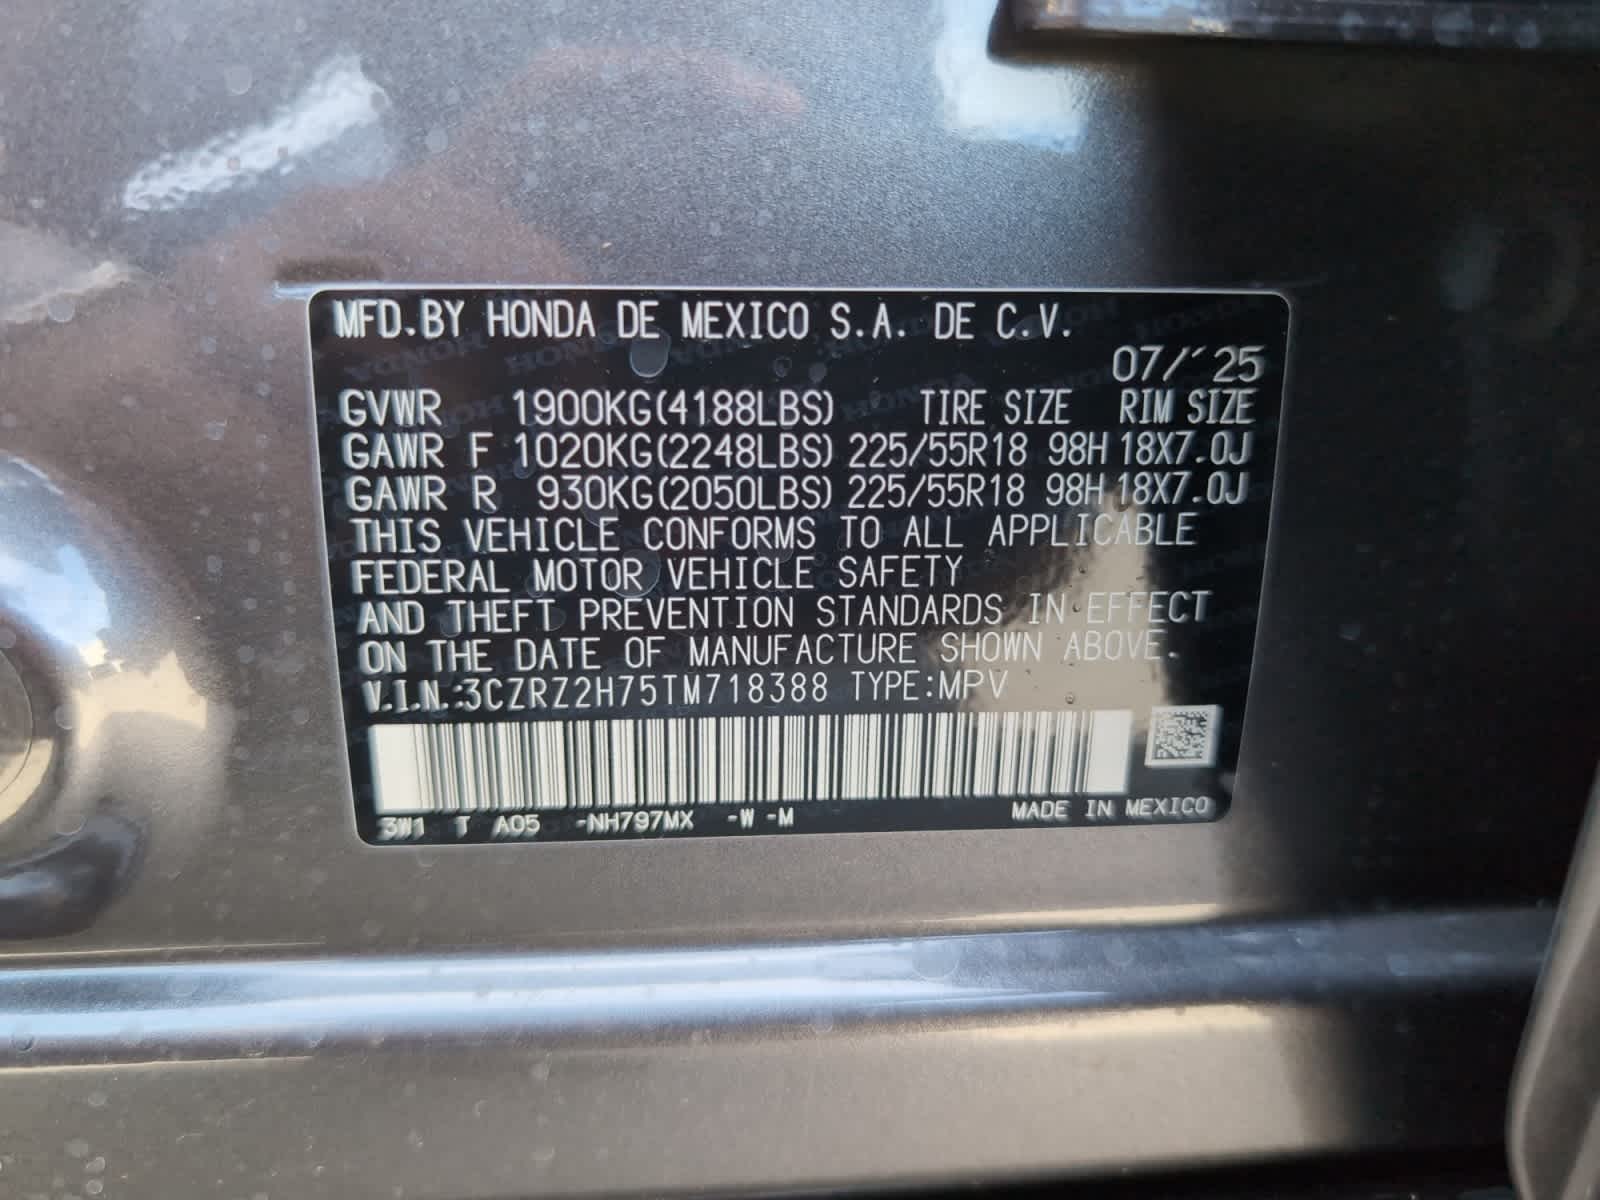 MFD.BY HONDA DE MEXICO S.A. DE C.V.
07/´25
GVWR 1900KG(4188LBS) TIRE SIZE RIM SIZE
GAWR F 1020KG(2248LBS) 225/55R18 98H 18X7.0J
GAWR R 930KG(2050LBS) 225/55R18 98H 18X7.0J
THIS VEHICLE CONFORMS TO ALL APPLICABLE
FEDERAL MOTOR VEHICLE SAFETY
AND THEFT PREVENTION STANDARDS IN EFFECT
ON THE DATE OF MANUFACTURE SHOWN ABOVE.
V.I.N.:3CZRZ2H75TM718388 TYPE:MPV
3W1 T A05 -NH797MX -W -M MADE IN MEXICO